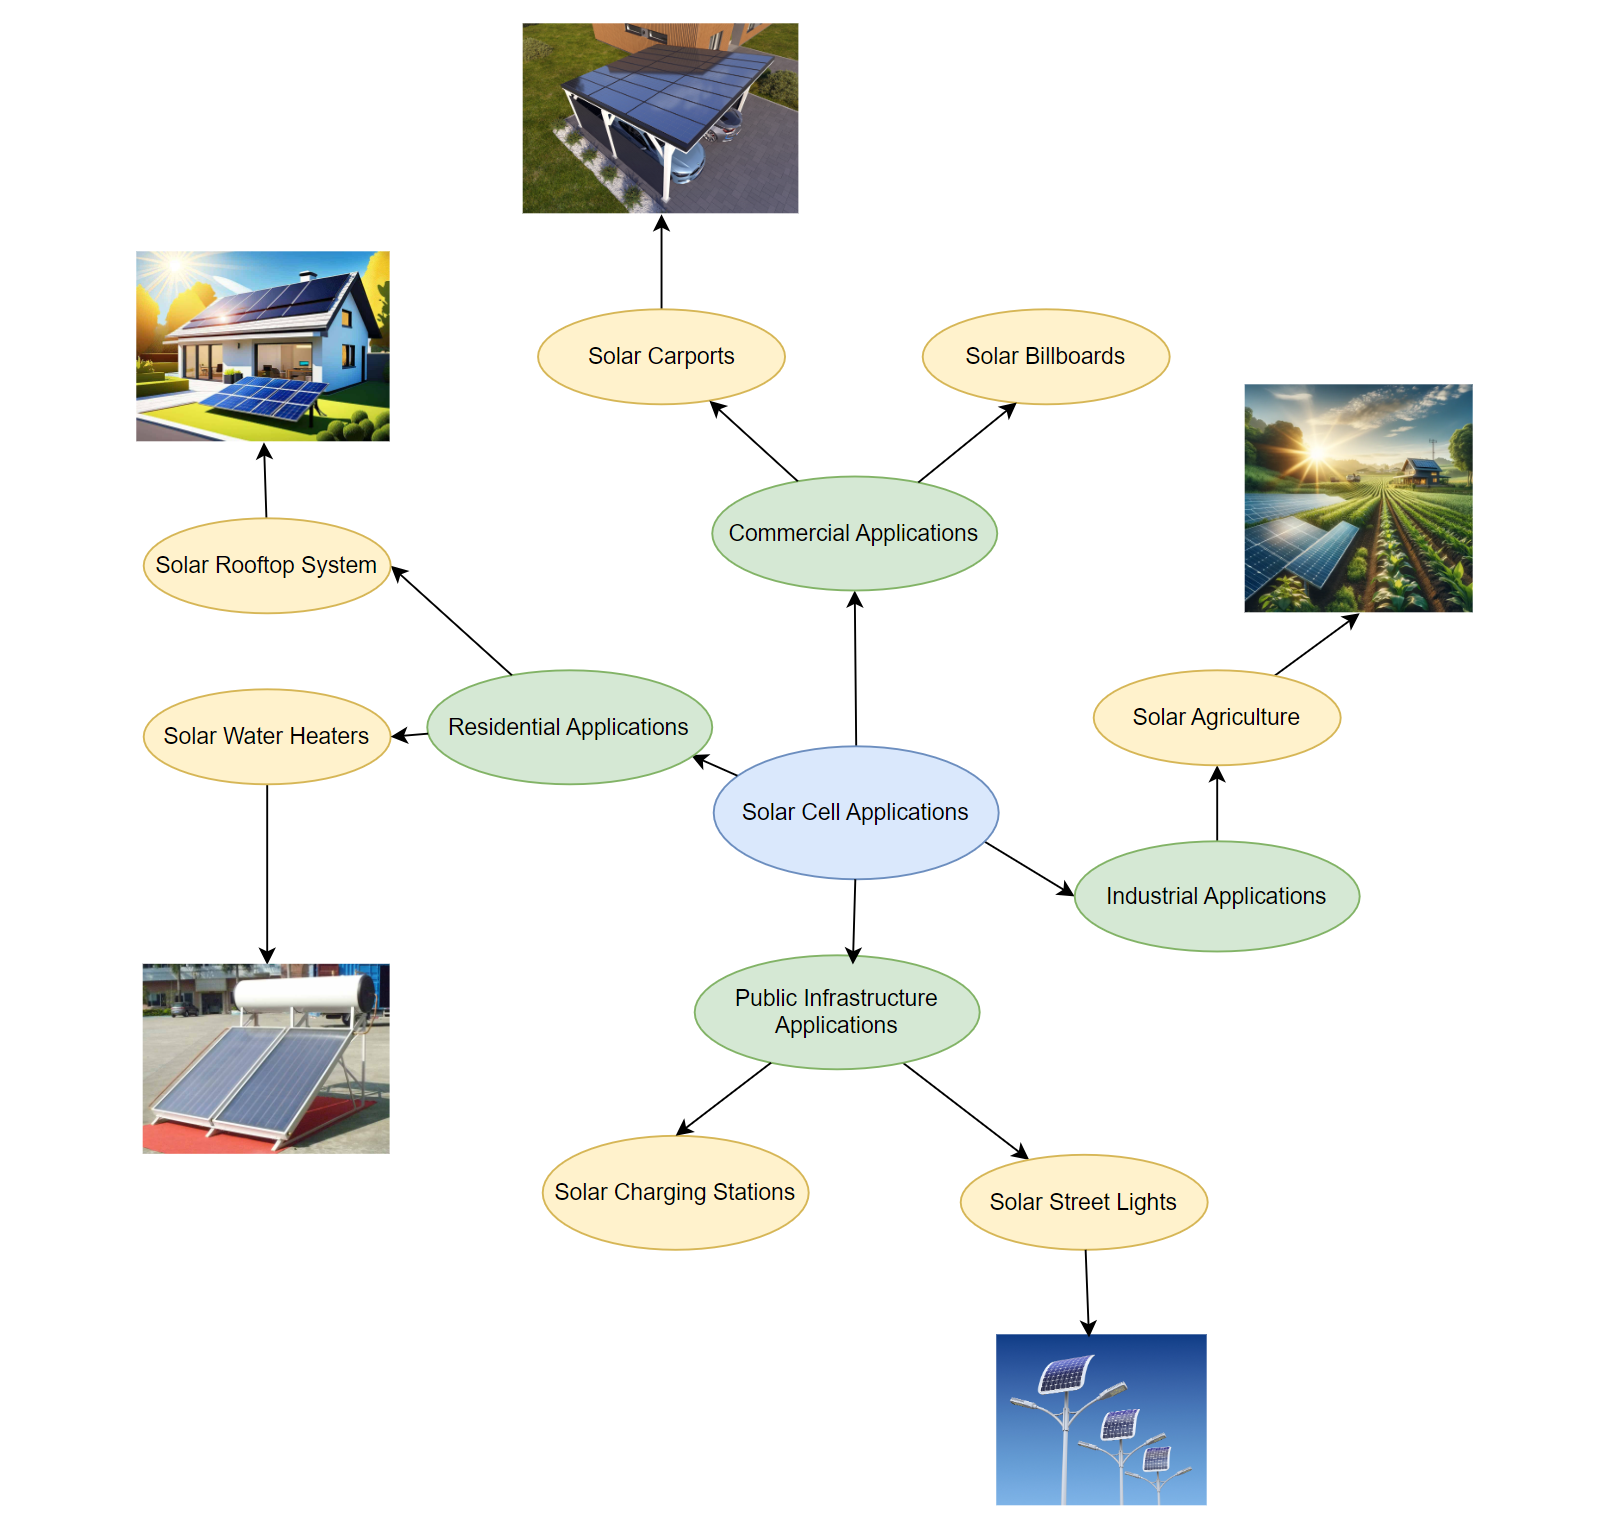 Solar Carports
Solar Billboards
Commercial Applications
Solar Rooftop System
Solar Water Heaters
Residential Applications
Solar Agriculture
Solar Cell Applications
Industrial Applications
Public Infrastructure
Applications
Solar Charging Stations
Solar Street Lights